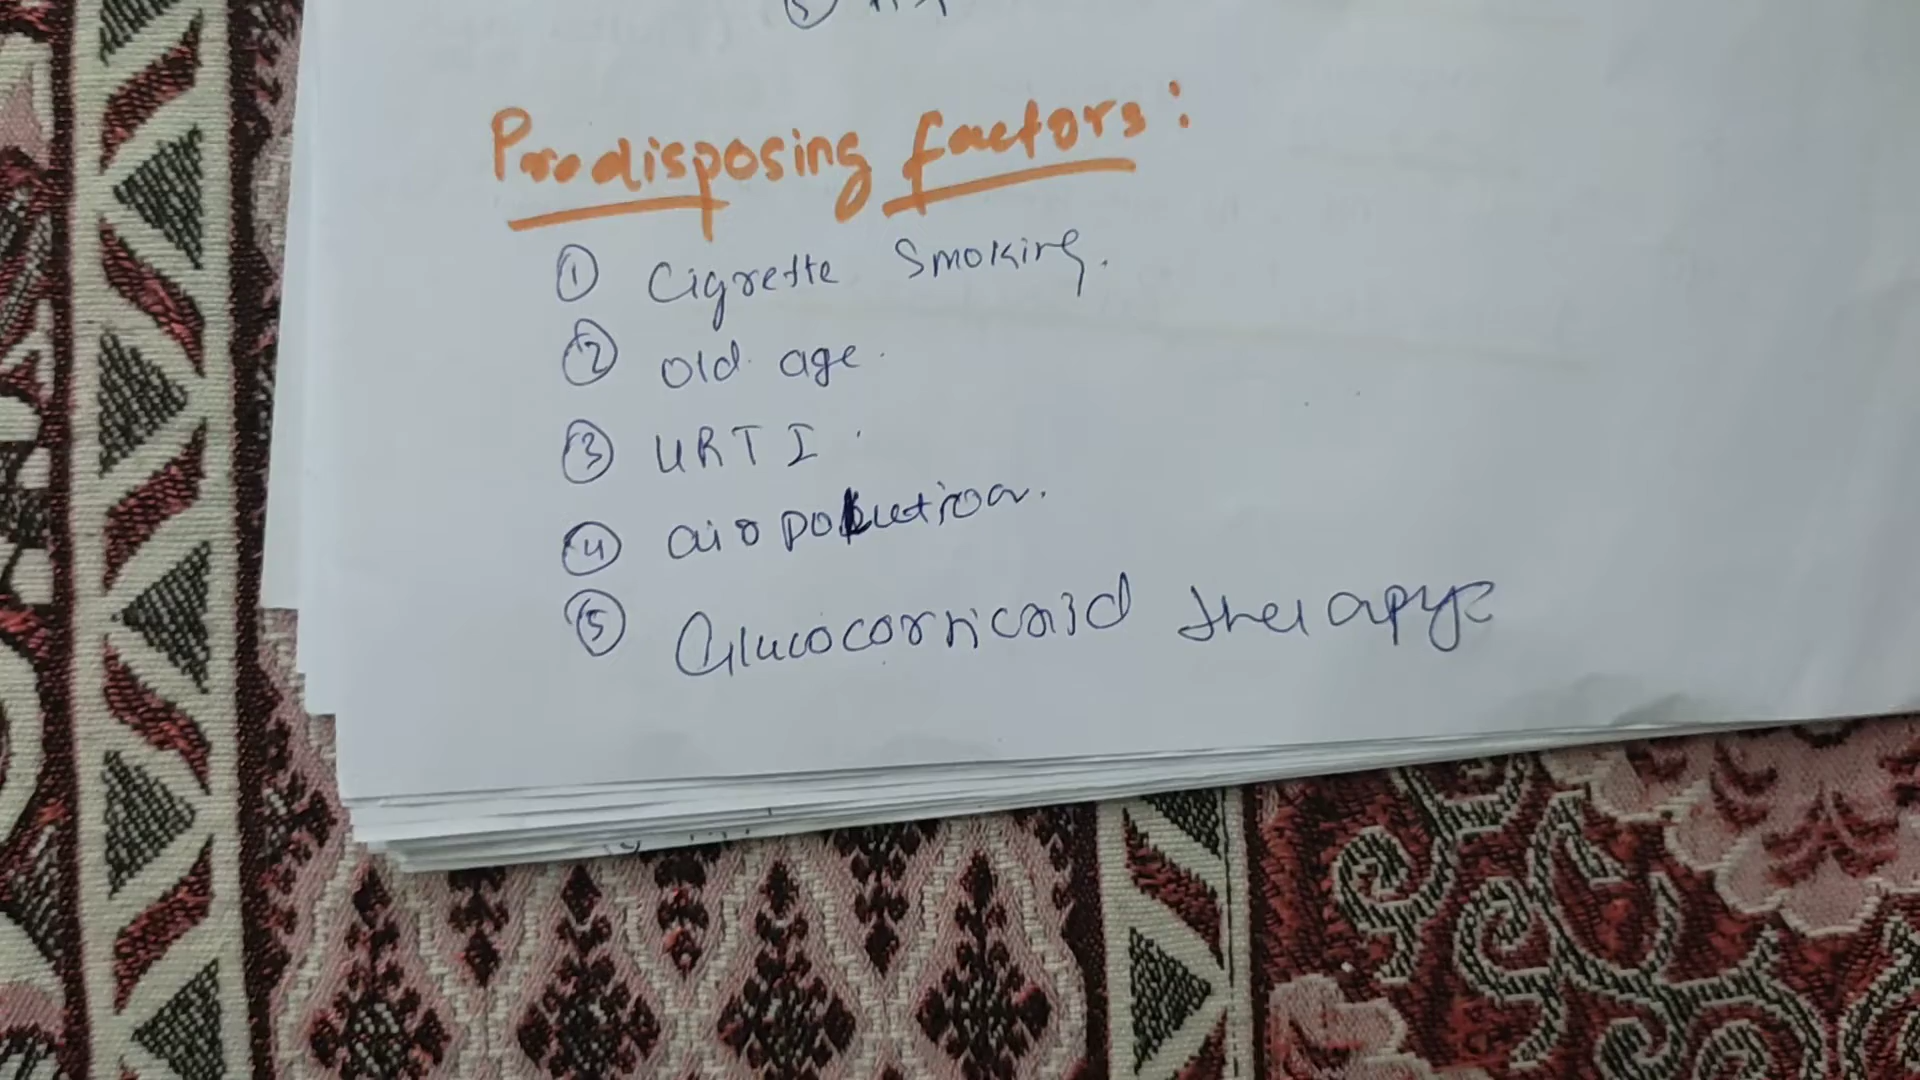 Predisposing factors:
① Cigrette Smoking.
② old age.
③ URTI.
④ air pollution.
⑤ Glucocorticoid therapy